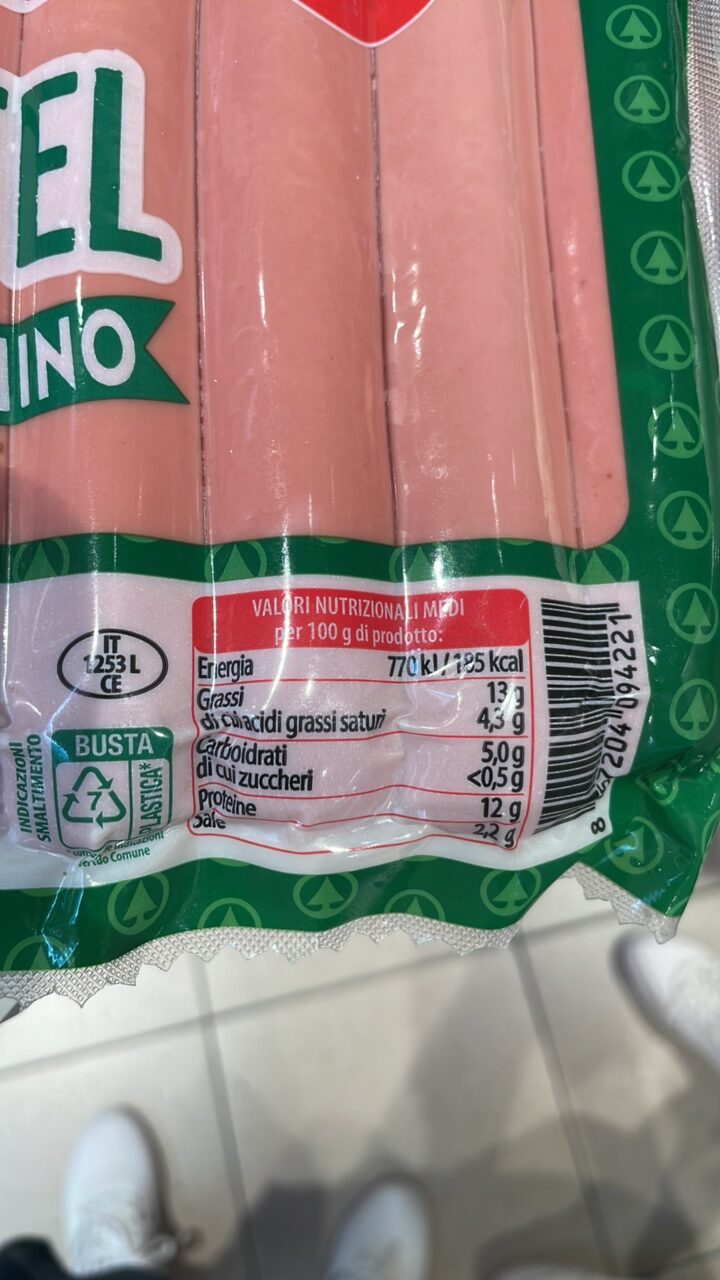 EL
INO
IT
1253 L
CE
INDICAZIONI
SMALTIMENTO
BUSTA
7
PLASTICA*
Comune
VALORI NUTRIZIONALI MEDI
per 100 g di prodotto:
Energia 770 kJ / 185 kcal
Grassi 13 g
di cui acidi grassi saturi 4,3 g
Carboidrati 5,0 g
di cui zuccheri <0,5 g
Proteine 12 g
Sale 2,2 g
204 094221
8